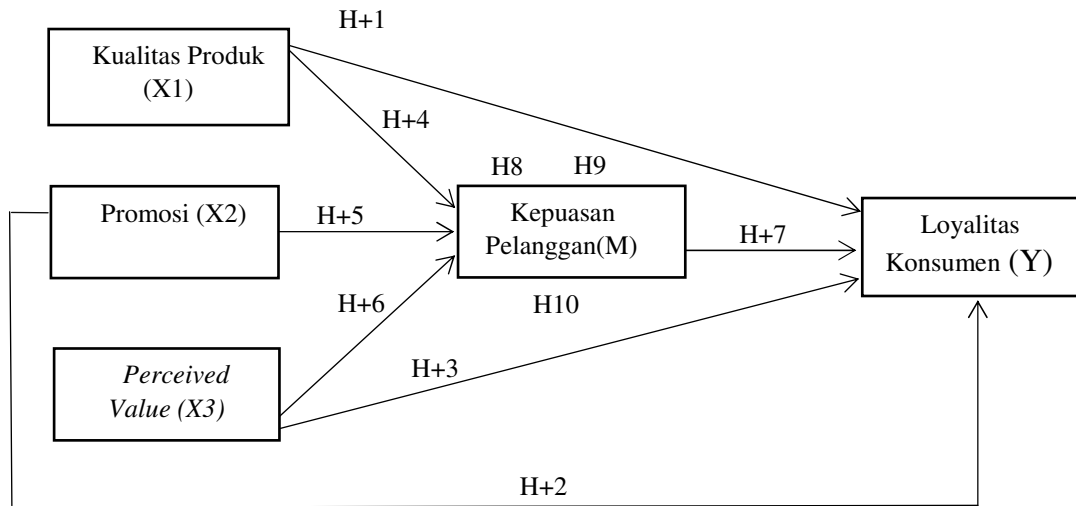 H+1
Kualitas Produk
(X1)
H+4
H8
H9
Promosi (X2)
H+5
Kepuasan
Pelanggan(M)
H+7
Loyalitas
Konsumen (Y)
H+6
H10
Perceived
Value (X3)
H+3
H+2